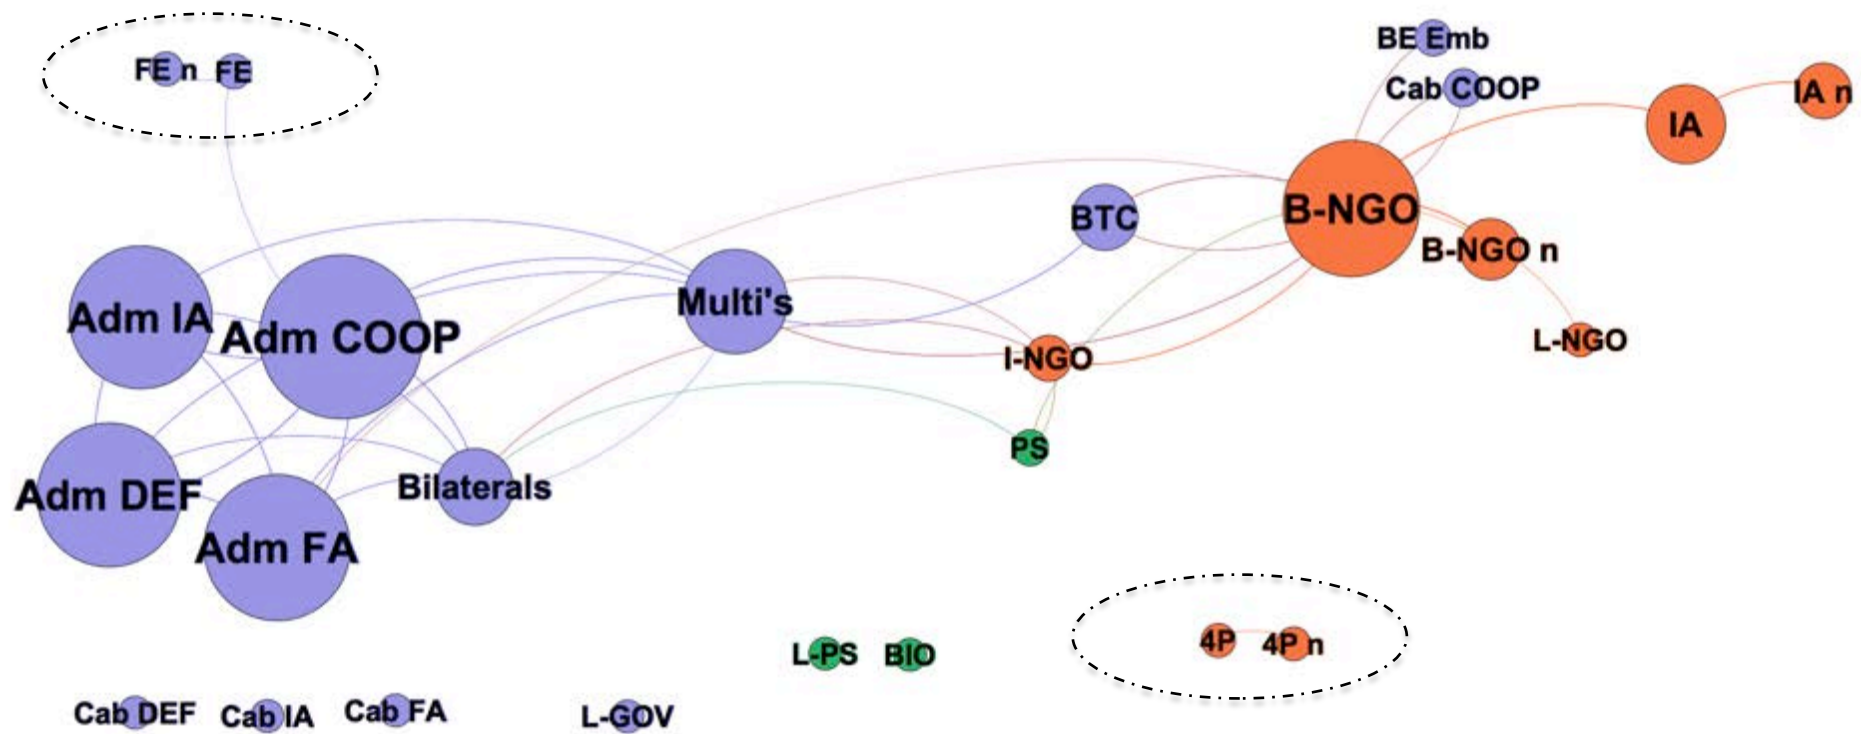 BE Emb
FE n
FE
Cab COOP
IA n
IA
BTC
B-NGO
B-NGO n
Multi's
Adm IA
Adm COOP
L-NGO
I-NGO
PS
Bilaterals
Adm DEF
Adm FA
4P
4P n
L-PS
BIO
Cab DEF
Cab IA
Cab FA
L-GOV